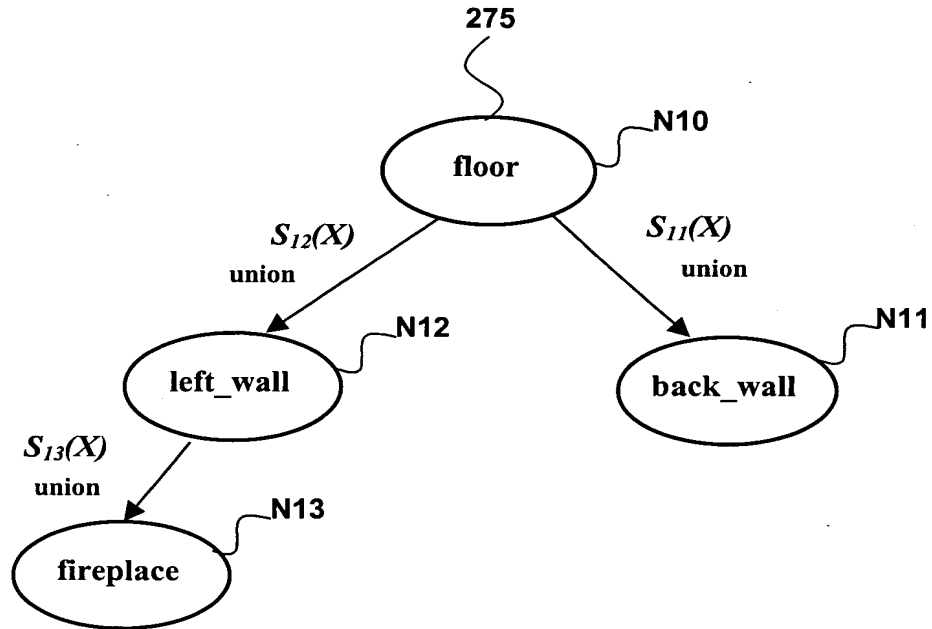 275
N10
floor
S12(X)
union
S11(X)
union
N12
N11
left_wall
back_wall
S13(X)
union
N13
fireplace